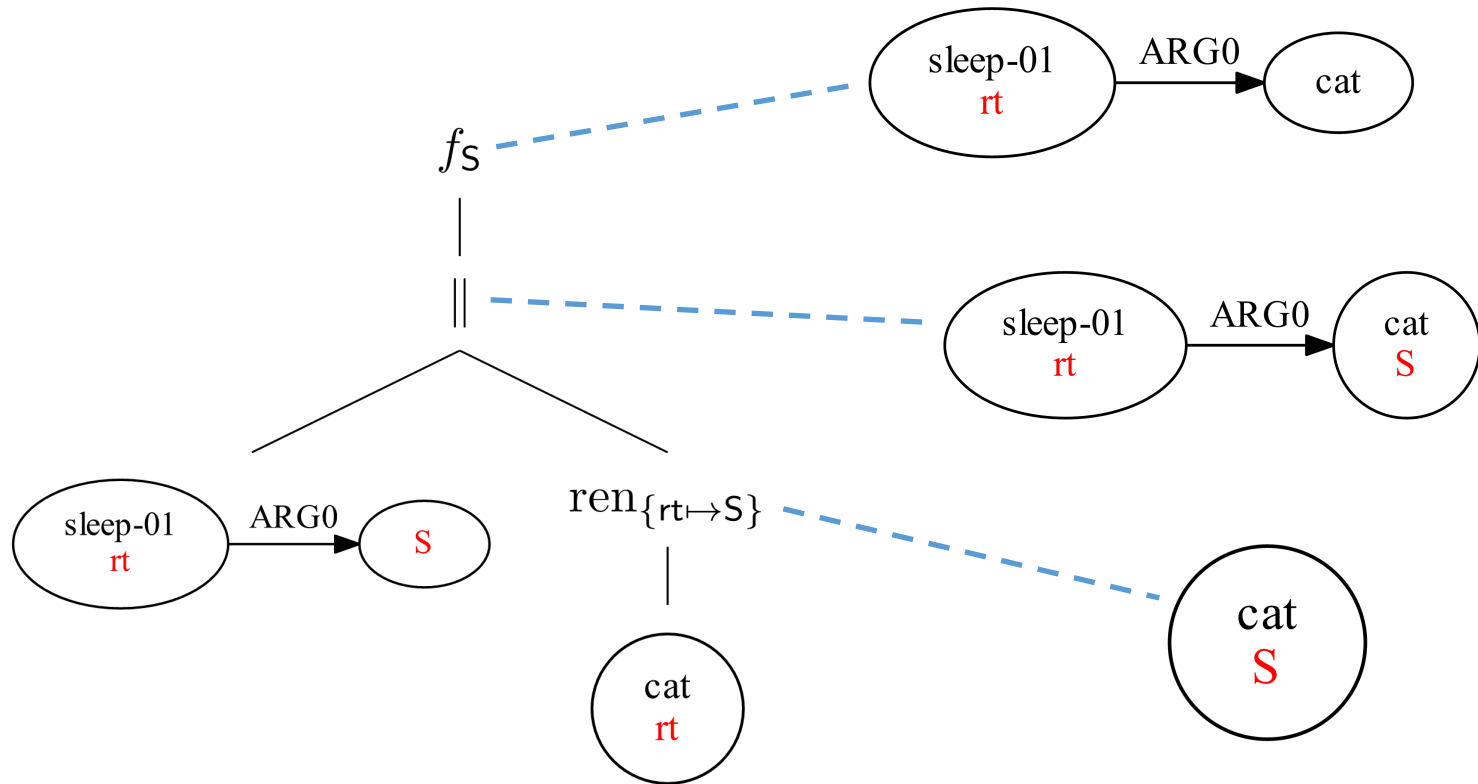 sleep-01
rt
ARG0
cat
f_S
||
sleep-01
rt
ARG0
cat
S
sleep-01
rt
ARG0
S
ren_{rt↦S}
cat
rt
cat
S